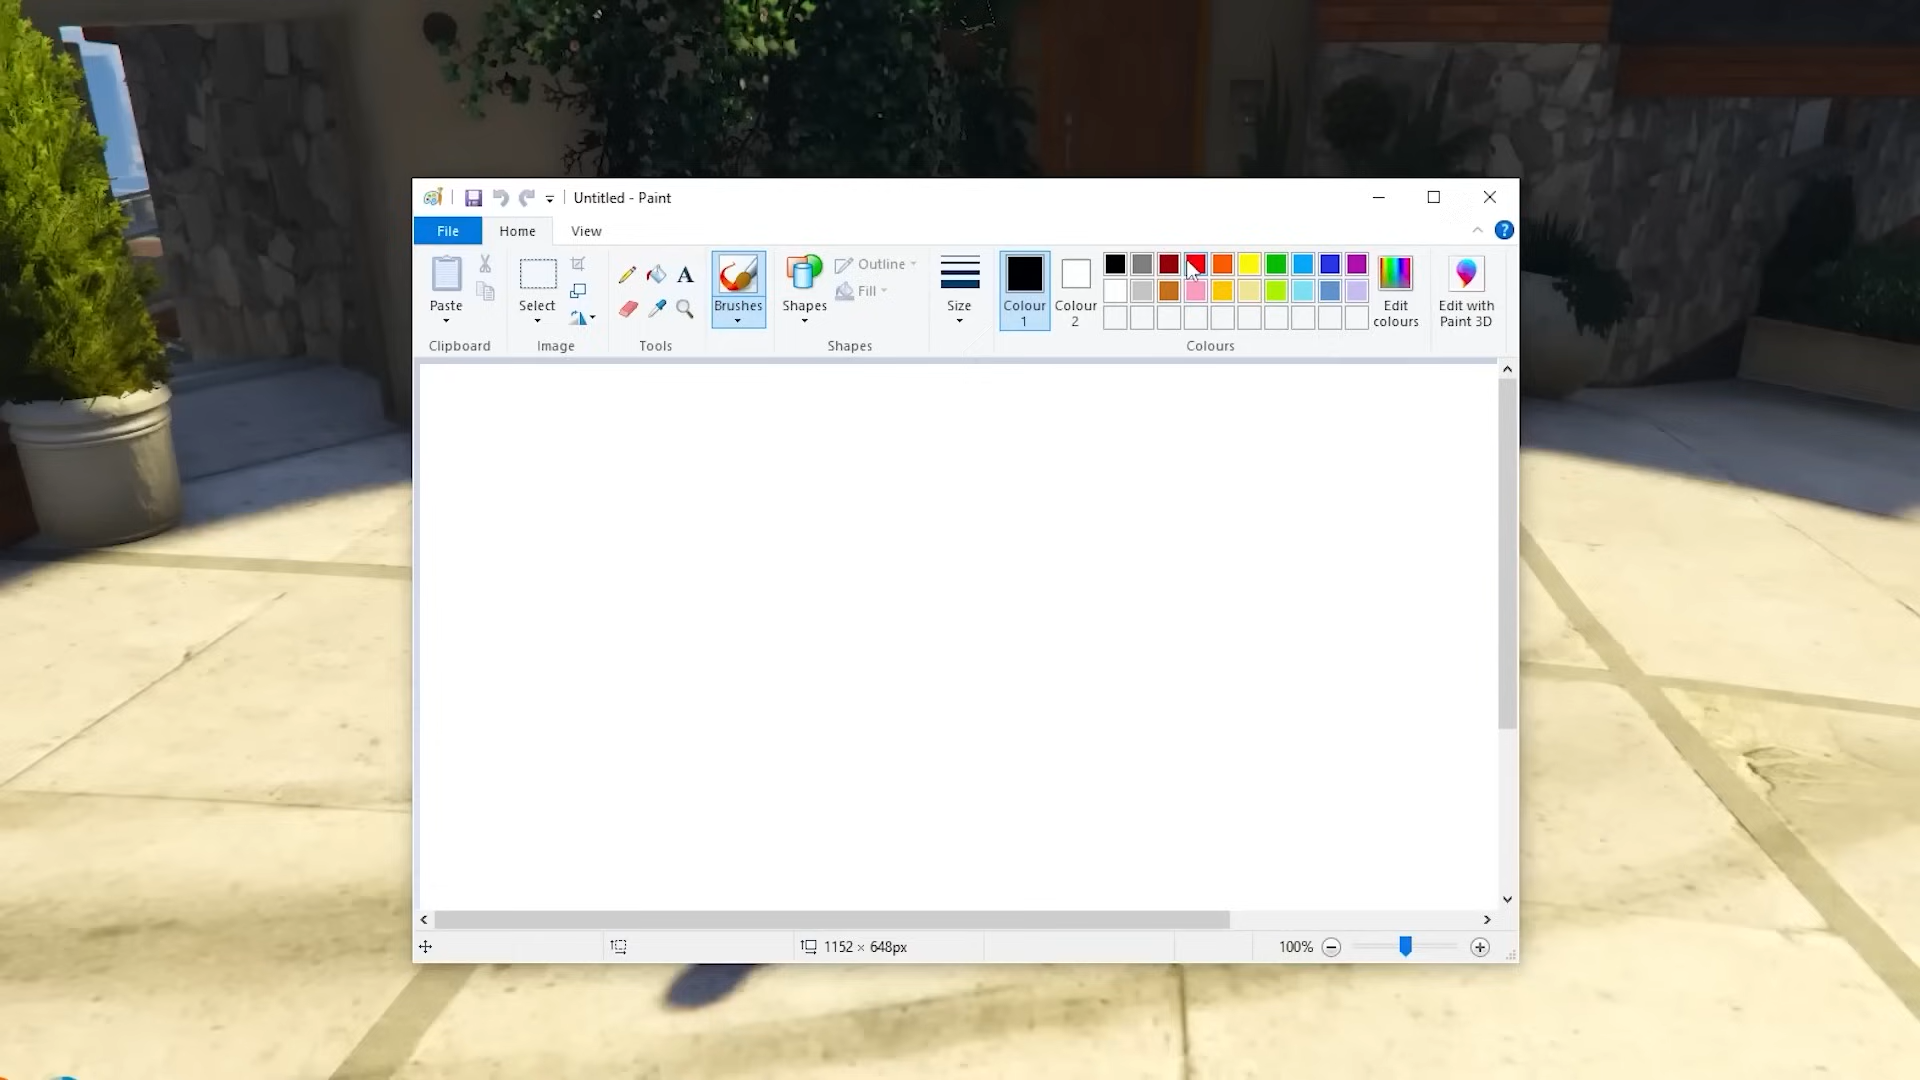 Untitled - Paint
File Home View
?
Paste Select A Brushes Shapes Outline Fill Size Colour 1 Colour 2 Edit colours Edit with Paint 3D
Clipboard Image Tools Shapes Colours
1152 × 648px 100%